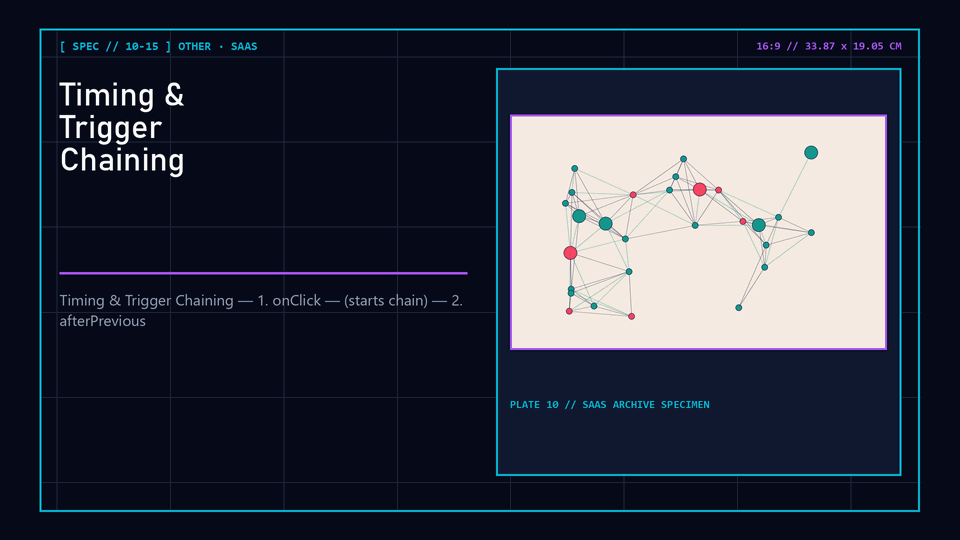 [ SPEC // 10-15 ] OTHER · SAAS
16:9 // 33.87 x 19.05 CM
Timing &
Trigger
Chaining
Timing & Trigger Chaining — 1. onClick — (starts chain) — 2.
afterPrevious
PLATE 10 // SAAS ARCHIVE SPECIMEN